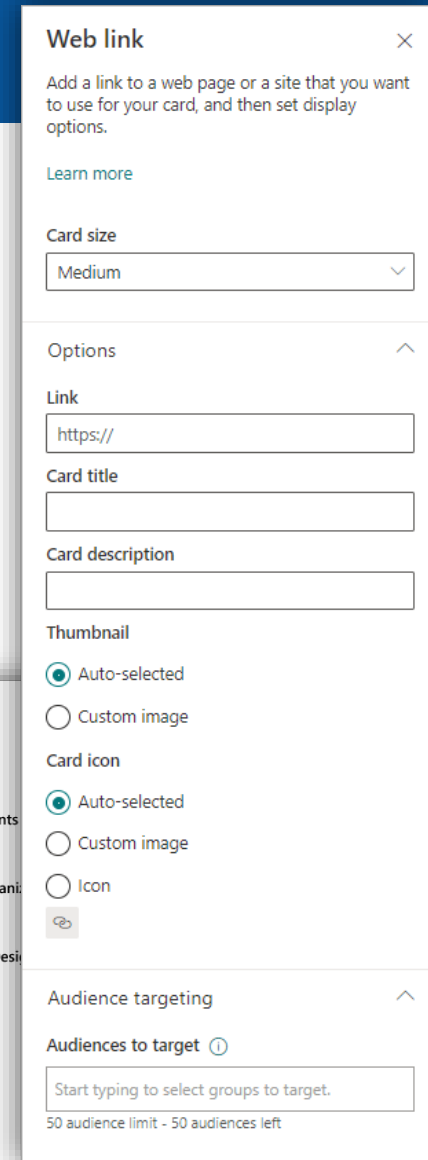 Web link
Add a link to a web page or a site that you want
to use for your card, and then set display
options.
Learn more
Card size
Medium
Options
Link
https://
Card title
Card description
Thumbnail
Auto-selected
Custom image
Card icon
Auto-selected
nts
Custom image
Icon
ani
esi
Audience targeting
Audiences to target
Start typing to select groups to target.
50 audience limit - 50 audiences left